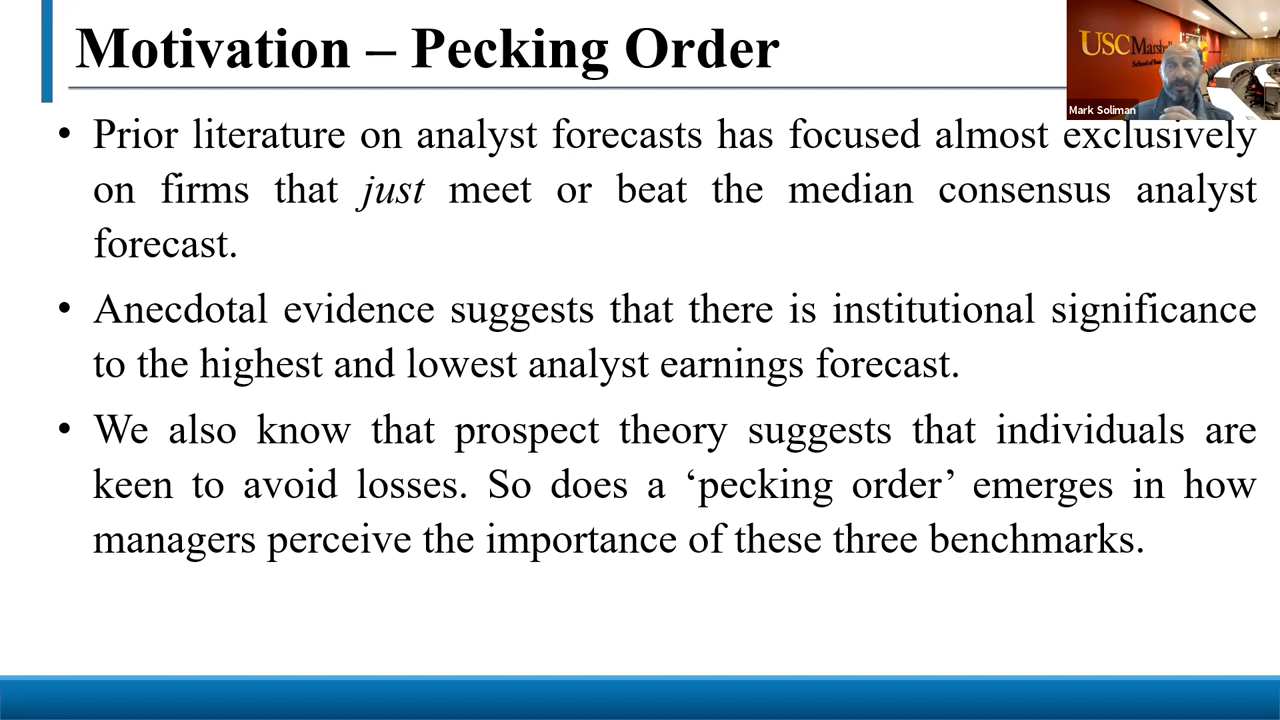 Motivation – Pecking Order
USC Marshall
Mark Soliman
• Prior literature on analyst forecasts has focused almost exclusively
on firms that just meet or beat the median consensus analyst
forecast.
• Anecdotal evidence suggests that there is institutional significance
to the highest and lowest analyst earnings forecast.
• We also know that prospect theory suggests that individuals are
keen to avoid losses. So does a ‘pecking order’ emerges in how
managers perceive the importance of these three benchmarks.